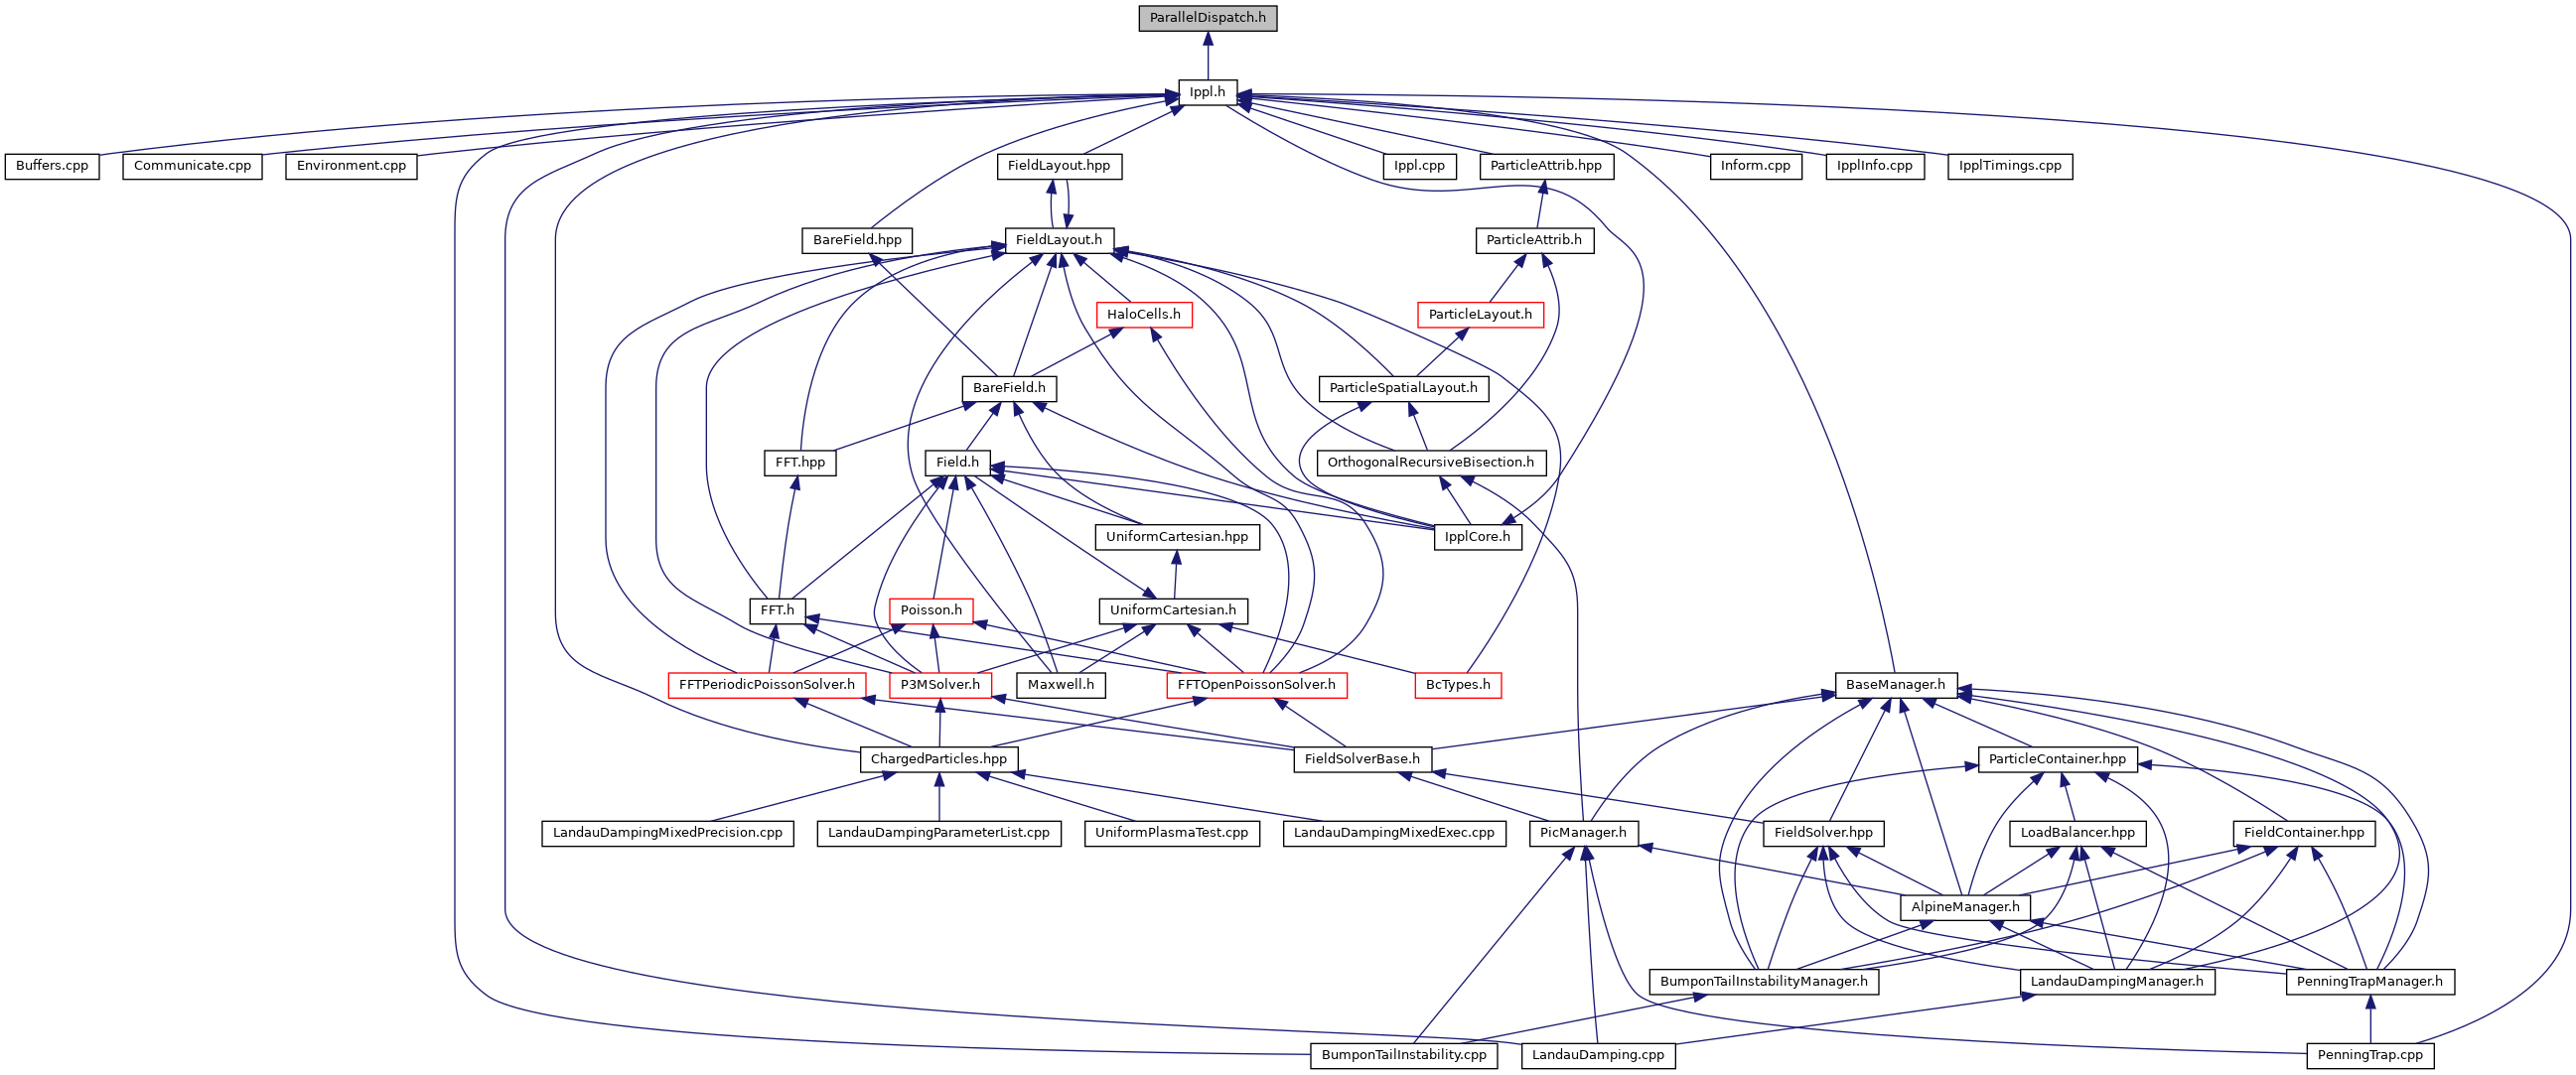 ParallelDispatch.h
Ippl.h
Buffers.cpp
Communicate.cpp
Environment.cpp
FieldLayout.hpp
Ippl.cpp
ParticleAttrib.hpp
Inform.cpp
IpplInfo.cpp
IpplTimings.cpp
BareField.hpp
FieldLayout.h
ParticleAttrib.h
HaloCells.h
ParticleLayout.h
BareField.h
ParticleSpatialLayout.h
FFT.hpp
Field.h
OrthogonalRecursiveBisection.h
UniformCartesian.hpp
IpplCore.h
FFT.h
Poisson.h
UniformCartesian.h
FFTPeriodicPoissonSolver.h
P3MSolver.h
Maxwell.h
FFTOpenPoissonSolver.h
BcTypes.h
BaseManager.h
ChargedParticles.hpp
FieldSolverBase.h
ParticleContainer.hpp
LandauDampingMixedPrecision.cpp
LandauDampingParameterList.cpp
UniformPlasmaTest.cpp
LandauDampingMixedExec.cpp
PicManager.h
FieldSolver.hpp
LoadBalancer.hpp
FieldContainer.hpp
AlpineManager.h
BumponTailInstabilityManager.h
LandauDampingManager.h
PenningTrapManager.h
BumponTailInstability.cpp
LandauDamping.cpp
PenningTrap.cpp